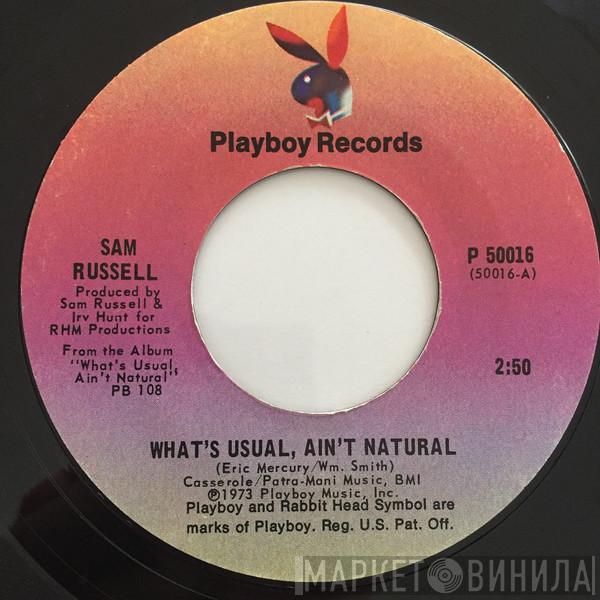 Playboy Records
SAM
RUSSELL
Produced by
Sam Russell &
Irv Hunt for
RHM Productions
From the Album
"What's Usual,
Ain't Natural"
PB 108
P 50016
(50016-A)
2:50
WHAT'S USUAL, AIN'T NATURAL
(Eric Mercury/Wm. Smith)
Casserole/Patra-Mani Music, BMI
℗1973 Playboy Music, Inc.
Playboy and Rabbit Head Symbol are
marks of Playboy. Reg. U.S. Pat. Off.
МАРКЕТ ВИНИЛА